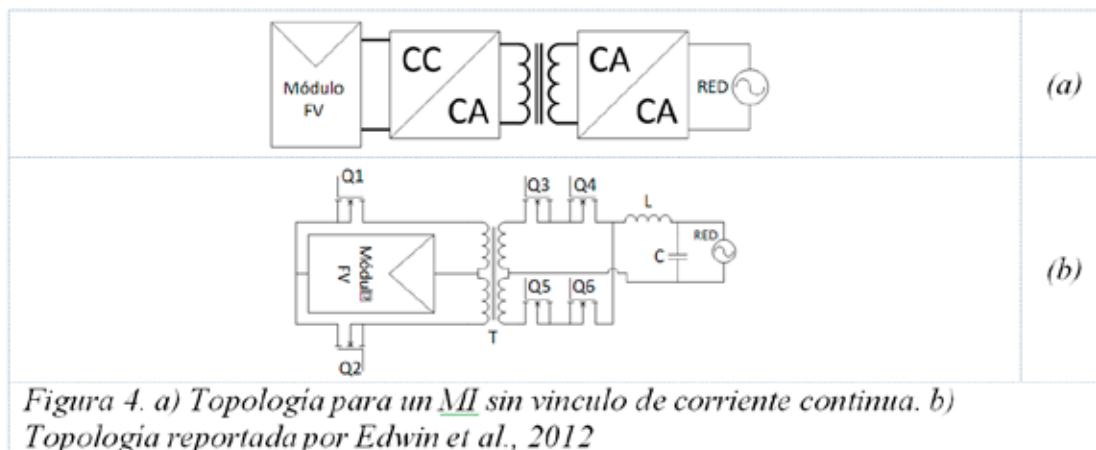 Módulo
FV
CC
CA
CA
CA
RED
(a)
Q1
Q3 Q4
L
Módulo
FV
C
RED
Q5 Q6
T
Q2
(b)
Figura 4. a) Topología para un MI sin vinculo de corriente continua. b)
Topología reportada por Edwin et al., 2012